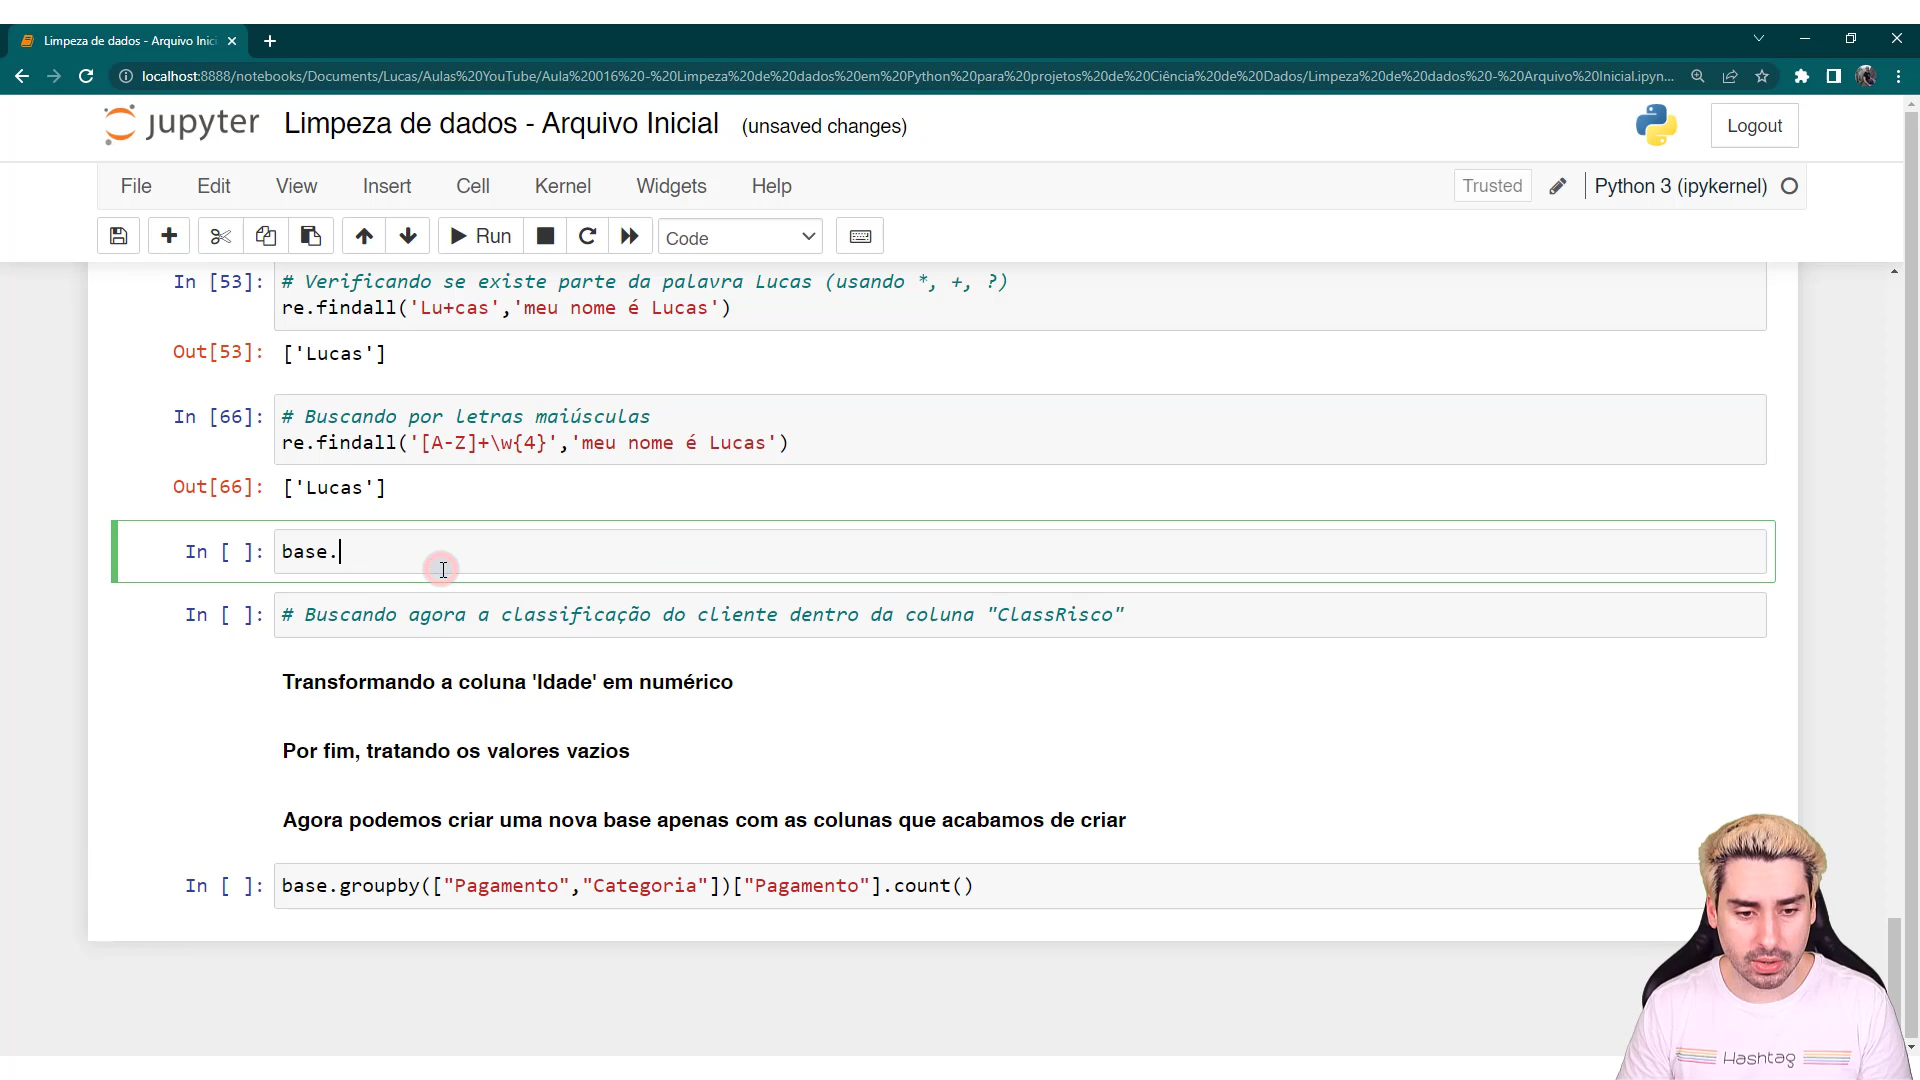 Limpeza de dados - Arquivo Inic
localhost:8888/notebooks/Documents/Lucas/Aulas%20YouTube/Aula%20016%20-%20Limpeza%20de%20dados%20em%20Python%20para%20projetos%20de%20Ciência%20de%20Dados/Limpeza%20de%20dados%20-%20Arquivo%20Inicial.ipyn...
jupyter Limpeza de dados - Arquivo Inicial (unsaved changes) Logout
File Edit View Insert Cell Kernel Widgets Help Trusted Python 3 (ipykernel)
Run Code
In [53]: # Verificando se existe parte da palavra Lucas (usando *, +, ?)
re.findall('Lu+cas','meu nome é Lucas')
Out[53]: ['Lucas']
In [66]: # Buscando por letras maiúsculas
re.findall('[A-Z]+\w{4}','meu nome é Lucas')
Out[66]: ['Lucas']
In [ ]: base.
In [ ]: # Buscando agora a classificação do cliente dentro da coluna "ClassRisco"
Transformando a coluna 'Idade' em numérico
Por fim, tratando os valores vazios
Agora podemos criar uma nova base apenas com as colunas que acabamos de criar
In [ ]: base.groupby(["Pagamento","Categoria"])["Pagamento"].count()
Hashtag